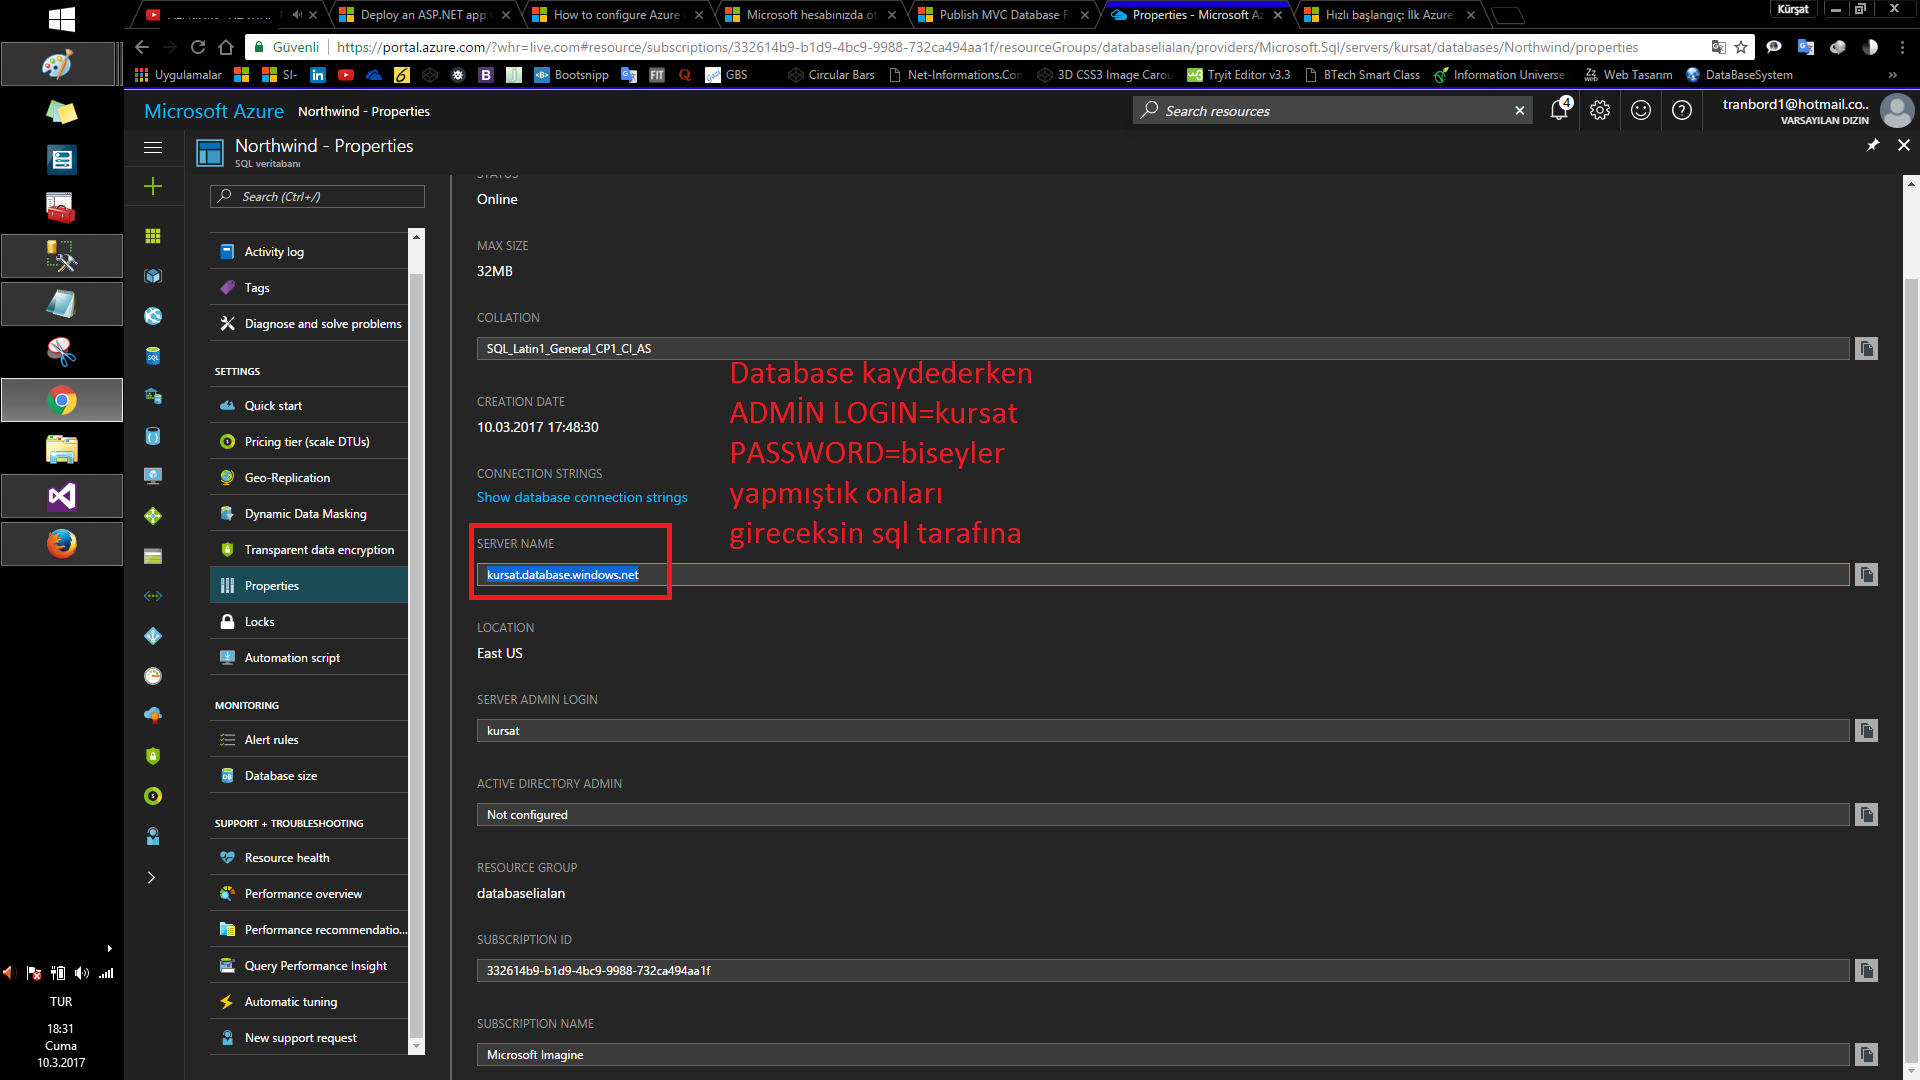 Deploy an ASP.NET app t
How to configure Azure
Microsoft hesabınızda ot
Publish MVC Database Fi
Properties - Microsoft Az
Hızlı başlangıç: İlk Azure
Kürşat
Güvenli
https://portal.azure.com/?whr=live.com#resource/subscriptions/332614b9-b1d9-4bc9-9988-732ca494aa1f/resourceGroups/databaselialan/providers/Microsoft.Sql/servers/kursat/databases/Northwind/properties
Uygulamalar
SI-
Bootsnipp
FIT
GBS
Circular Bars
Net-Informations.Con
3D CSS3 Image Carou
Tryit Editor v3.3
BTech Smart Class
Information Universe
Web Tasarım
DataBaseSystem
Microsoft Azure
Northwind - Properties
Search resources
4
tranbord1@hotmail.co..
VARSAYILAN DIZIN
Northwind - Properties
SQL veritabanı
Search (Ctrl+/)
Activity log
Tags
Diagnose and solve problems
SETTINGS
Quick start
Pricing tier (scale DTUs)
Geo-Replication
Dynamic Data Masking
Transparent data encryption
Properties
Locks
Automation script
MONITORING
Alert rules
Database size
SUPPORT + TROUBLESHOOTING
Resource health
Performance overview
Performance recommendatio...
Query Performance Insight
Automatic tuning
New support request
STATUS
Online
MAX SIZE
32MB
COLLATION
SQL_Latin1_General_CP1_CI_AS
CREATION DATE
10.03.2017 17:48:30
CONNECTION STRINGS
Show database connection strings
SERVER NAME
kursat.database.windows.net
LOCATION
East US
SERVER ADMIN LOGIN
kursat
ACTIVE DIRECTORY ADMIN
Not configured
RESOURCE GROUP
databaselialan
SUBSCRIPTION ID
332614b9-b1d9-4bc9-9988-732ca494aa1f
SUBSCRIPTION NAME
Microsoft Imagine
Database kaydederken
ADMİN LOGIN=kursat
PASSWORD=biseyler
yapmıştık onları
gireceksin sql tarafına
TUR
18:31
Cuma
10.3.2017